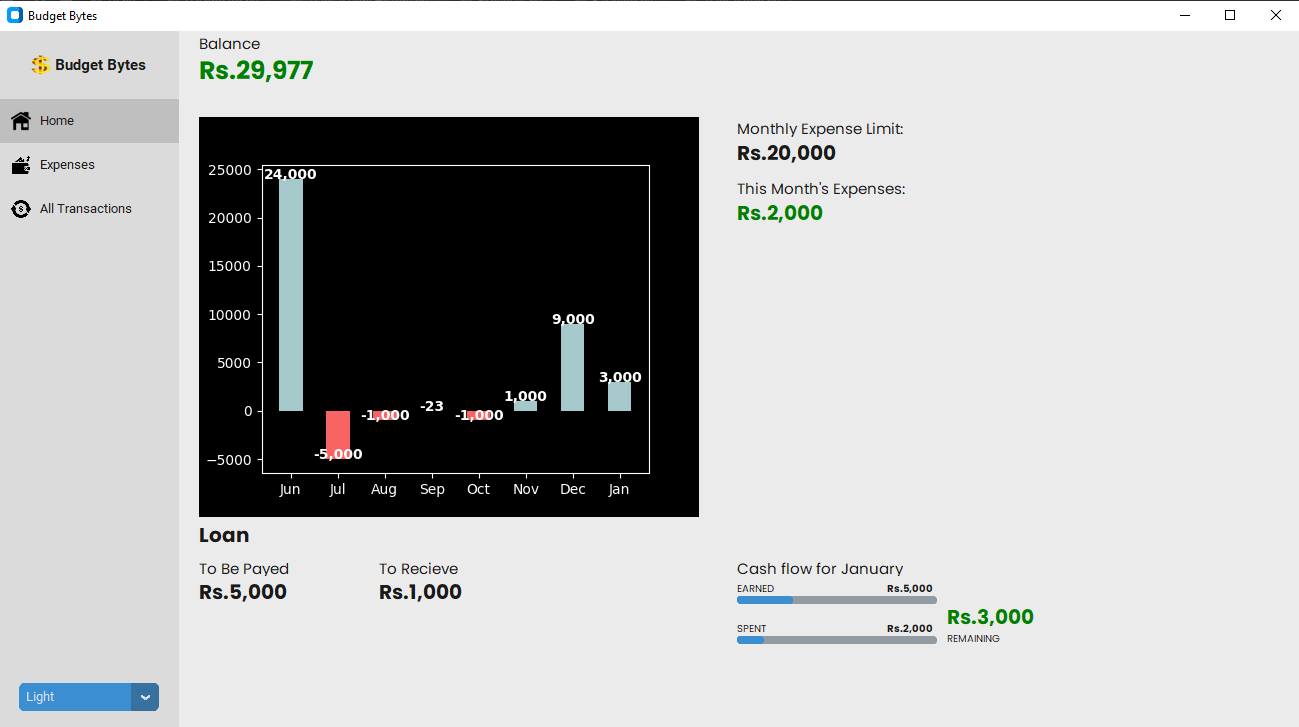 Budget Bytes
Budget Bytes
Home
Expenses
All Transactions
Light
Balance
Rs.29,977
25000
20000
15000
10000
5000
0
−5000
24,000
-5,000
-1,000
-23
-1,000
1,000
9,000
3,000
Jun Jul Aug Sep Oct Nov Dec Jan
Monthly Expense Limit:
Rs.20,000
This Month's Expenses:
Rs.2,000
Loan
To Be Payed
Rs.5,000
To Recieve
Rs.1,000
Cash flow for January
EARNED Rs.5,000
SPENT Rs.2,000
Rs.3,000
REMAINING